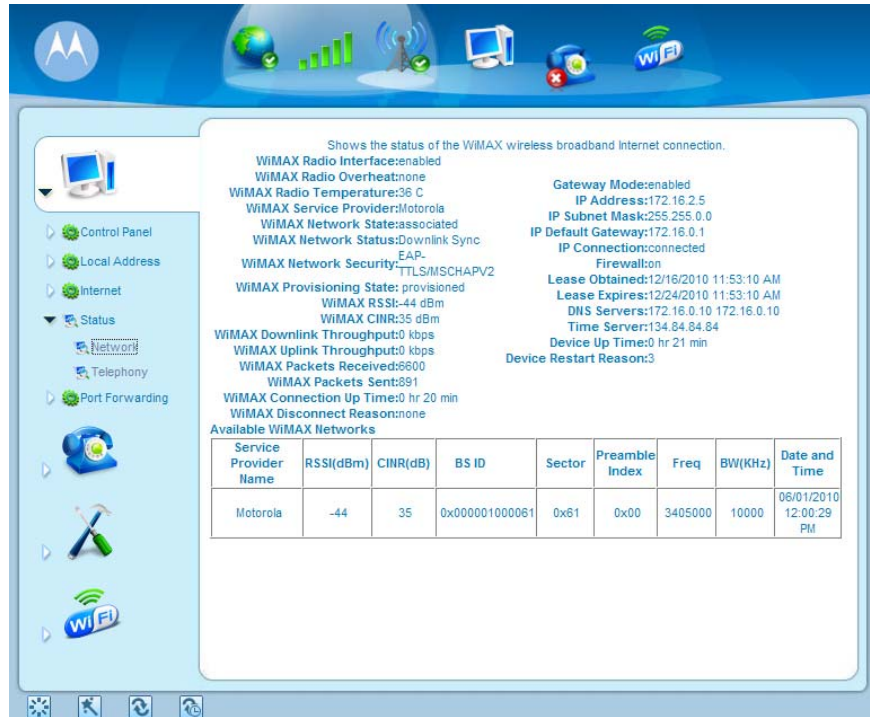 WiFi
Control Panel
Local Address
Internet
Status
Network
Telephony
Port Forwarding
WiFi
Shows the status of the WiMAX wireless broadband Internet connection.
WiMAX Radio Interface:enabled
WiMAX Radio Overheat:none
WiMAX Radio Temperature:36 C
WiMAX Service Provider:Motorola
WiMAX Network State:associated
WiMAX Network Status:Downlink Sync
WiMAX Network Security:EAP-TTLS/MSCHAPV2
WiMAX Provisioning State: provisioned
WiMAX RSSI:-44 dBm
WiMAX CINR:35 dBm
WiMAX Downlink Throughput:0 kbps
WiMAX Uplink Throughput:0 kbps
WiMAX Packets Received:6600
WiMAX Packets Sent:891
WiMAX Connection Up Time:0 hr 20 min
WiMAX Disconnect Reason:none
Gateway Mode:enabled
IP Address:172.16.2.5
IP Subnet Mask:255.255.0.0
IP Default Gateway:172.16.0.1
IP Connection:connected
Firewall:on
Lease Obtained:12/16/2010 11:53:10 AM
Lease Expires:12/24/2010 11:53:10 AM
DNS Servers:172.16.0.10 172.16.0.10
Time Server:134.84.84.84
Device Up Time:0 hr 21 min
Device Restart Reason:3
Available WiMAX Networks
Service Provider Name RSSI(dBm) CINR(dB) BS ID Sector Preamble Index Freq BW(KHz) Date and Time
Motorola -44 35 0x000001000061 0x61 0x00 3405000 10000 06/01/2010 12:00:29 PM